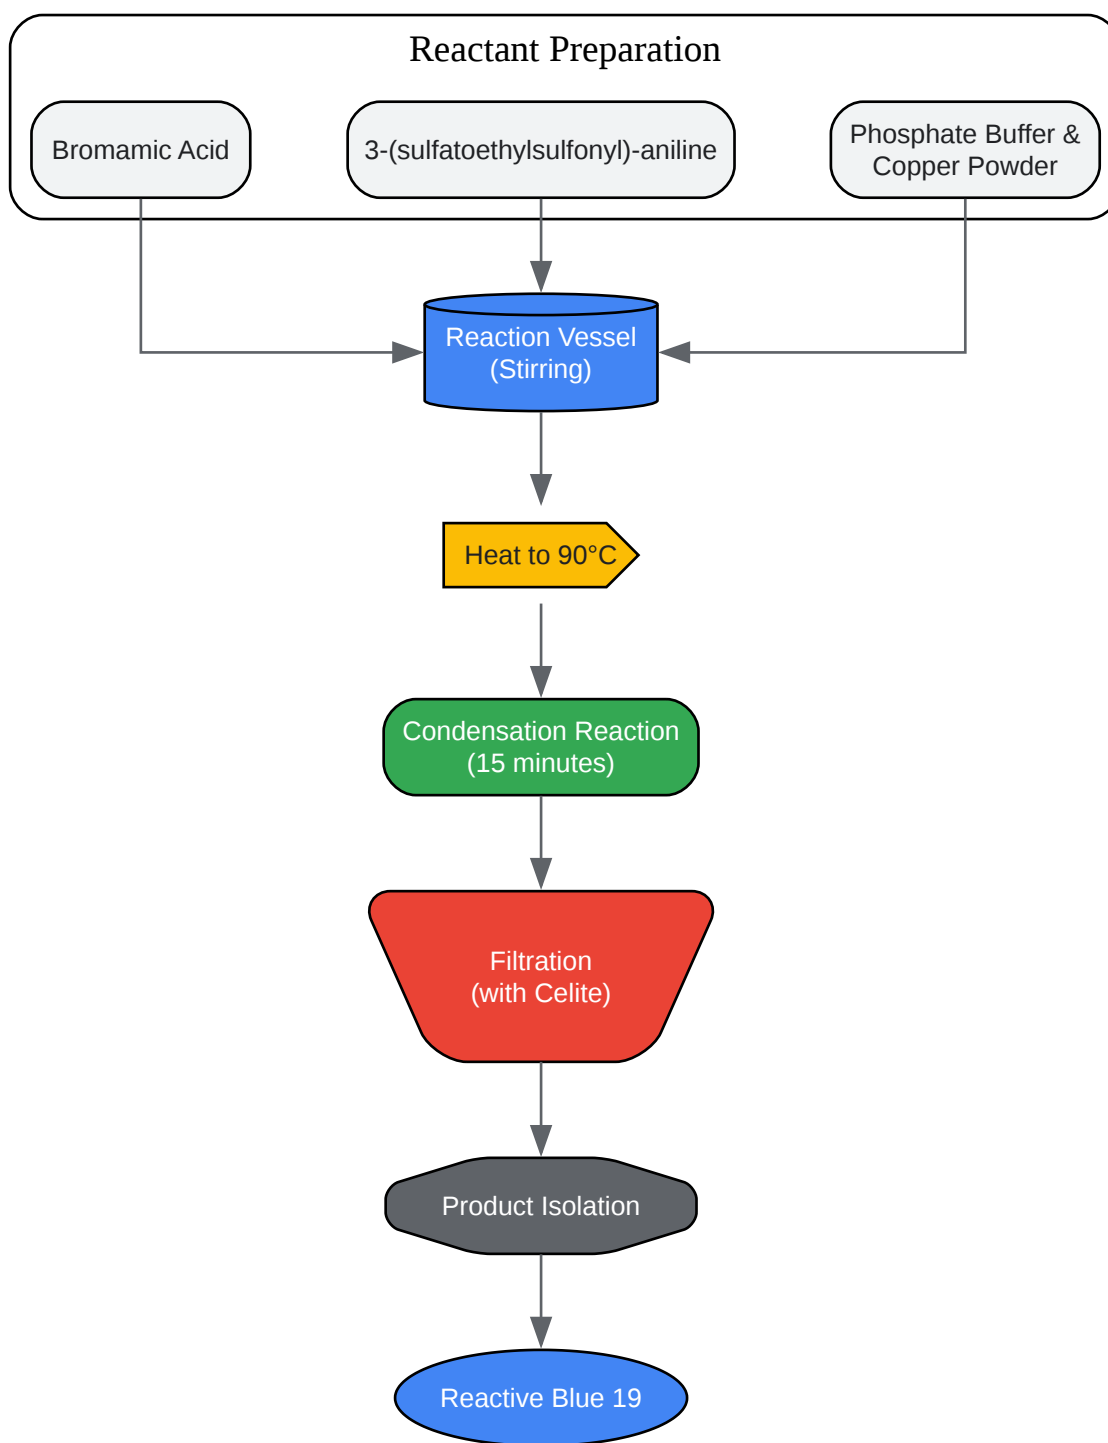 Reactant Preparation
Bromamic Acid
3-(sulfatoethylsulfonyl)-aniline
Phosphate Buffer &
Copper Powder
Reaction Vessel
(Stirring)
Heat to 90°C
Condensation Reaction
(15 minutes)
Filtration
(with Celite)
Product Isolation
Reactive Blue 19